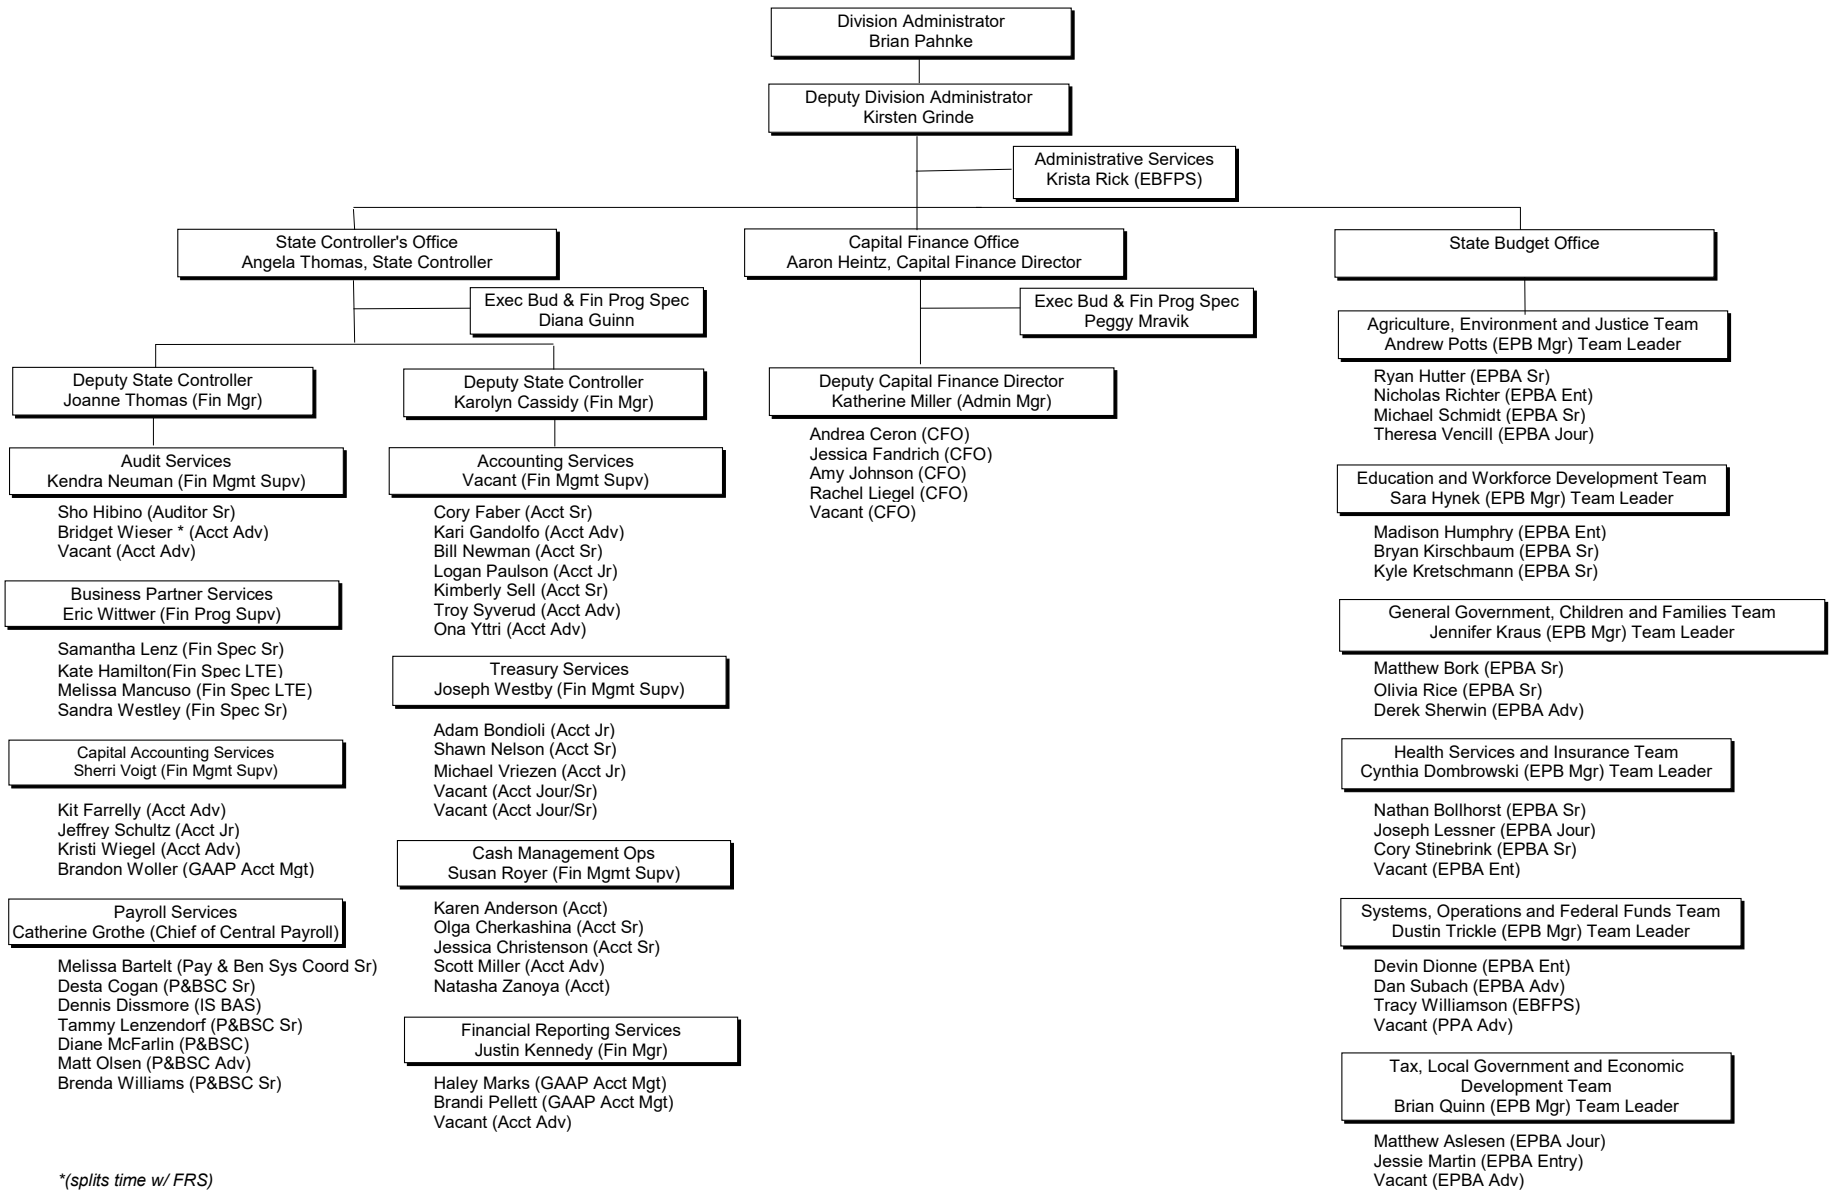 Division Administrator
Brian Pahnke
Deputy Division Administrator
Kirsten Grinde
Administrative Services
Krista Rick (EBFPS)
State Controller's Office
Angela Thomas, State Controller
Exec Bud & Fin Prog Spec
Diana Guinn
Deputy State Controller
Joanne Thomas (Fin Mgr)
Audit Services
Kendra Neuman (Fin Mgmt Supv)
Sho Hibino (Auditor Sr)
Bridget Wieser * (Acct Adv)
Vacant (Acct Adv)
Business Partner Services
Eric Wittwer (Fin Prog Supv)
Samantha Lenz (Fin Spec Sr)
Kate Hamilton(Fin Spec LTE)
Melissa Mancuso (Fin Spec LTE)
Sandra Westley (Fin Spec Sr)
Capital Accounting Services
Sherri Voigt (Fin Mgmt Supv)
Kit Farrelly (Acct Adv)
Jeffrey Schultz (Acct Jr)
Kristi Wiegel (Acct Adv)
Brandon Woller (GAAP Acct Mgt)
Payroll Services
Catherine Grothe (Chief of Central Payroll)
Melissa Bartelt (Pay & Ben Sys Coord Sr)
Desta Cogan (P&BSC Sr)
Dennis Dissmore (IS BAS)
Tammy Lenzendorf (P&BSC Sr)
Diane McFarlin (P&BSC)
Matt Olsen (P&BSC Adv)
Brenda Williams (P&BSC Sr)
*(splits time w/ FRS)
Deputy State Controller
Karolyn Cassidy (Fin Mgr)
Accounting Services
Vacant (Fin Mgmt Supv)
Cory Faber (Acct Sr)
Kari Gandolfo (Acct Adv)
Bill Newman (Acct Sr)
Logan Paulson (Acct Jr)
Kimberly Sell (Acct Sr)
Troy Syverud (Acct Adv)
Ona Yttri (Acct Adv)
Treasury Services
Joseph Westby (Fin Mgmt Supv)
Adam Bondioli (Acct Jr)
Shawn Nelson (Acct Sr)
Michael Vriezen (Acct Jr)
Vacant (Acct Jour/Sr)
Vacant (Acct Jour/Sr)
Cash Management Ops
Susan Royer (Fin Mgmt Supv)
Karen Anderson (Acct)
Olga Cherkashina (Acct Sr)
Jessica Christenson (Acct Sr)
Scott Miller (Acct Adv)
Natasha Zanoya (Acct)
Financial Reporting Services
Justin Kennedy (Fin Mgr)
Haley Marks (GAAP Acct Mgt)
Brandi Pellett (GAAP Acct Mgt)
Vacant (Acct Adv)
Capital Finance Office
Aaron Heintz, Capital Finance Director
Exec Bud & Fin Prog Spec
Peggy Mravik
Deputy Capital Finance Director
Katherine Miller (Admin Mgr)
Andrea Ceron (CFO)
Jessica Fandrich (CFO)
Amy Johnson (CFO)
Rachel Liegel (CFO)
Vacant (CFO)
State Budget Office
Agriculture, Environment and Justice Team
Andrew Potts (EPB Mgr) Team Leader
Ryan Hutter (EPBA Sr)
Nicholas Richter (EPBA Ent)
Michael Schmidt (EPBA Sr)
Theresa Vencill (EPBA Jour)
Education and Workforce Development Team
Sara Hynek (EPB Mgr) Team Leader
Madison Humphry (EPBA Ent)
Bryan Kirschbaum (EPBA Sr)
Kyle Kretschmann (EPBA Sr)
General Government, Children and Families Team
Jennifer Kraus (EPB Mgr) Team Leader
Matthew Bork (EPBA Sr)
Olivia Rice (EPBA Sr)
Derek Sherwin (EPBA Adv)
Health Services and Insurance Team
Cynthia Dombrowski (EPB Mgr) Team Leader
Nathan Bollhorst (EPBA Sr)
Joseph Lessner (EPBA Jour)
Cory Stinebrink (EPBA Sr)
Vacant (EPBA Ent)
Systems, Operations and Federal Funds Team
Dustin Trickle (EPB Mgr) Team Leader
Devin Dionne (EPBA Ent)
Dan Subach (EPBA Adv)
Tracy Williamson (EBFPS)
Vacant (PPA Adv)
Tax, Local Government and Economic
Development Team
Brian Quinn (EPB Mgr) Team Leader
Matthew Aslesen (EPBA Jour)
Jessie Martin (EPBA Entry)
Vacant (EPBA Adv)